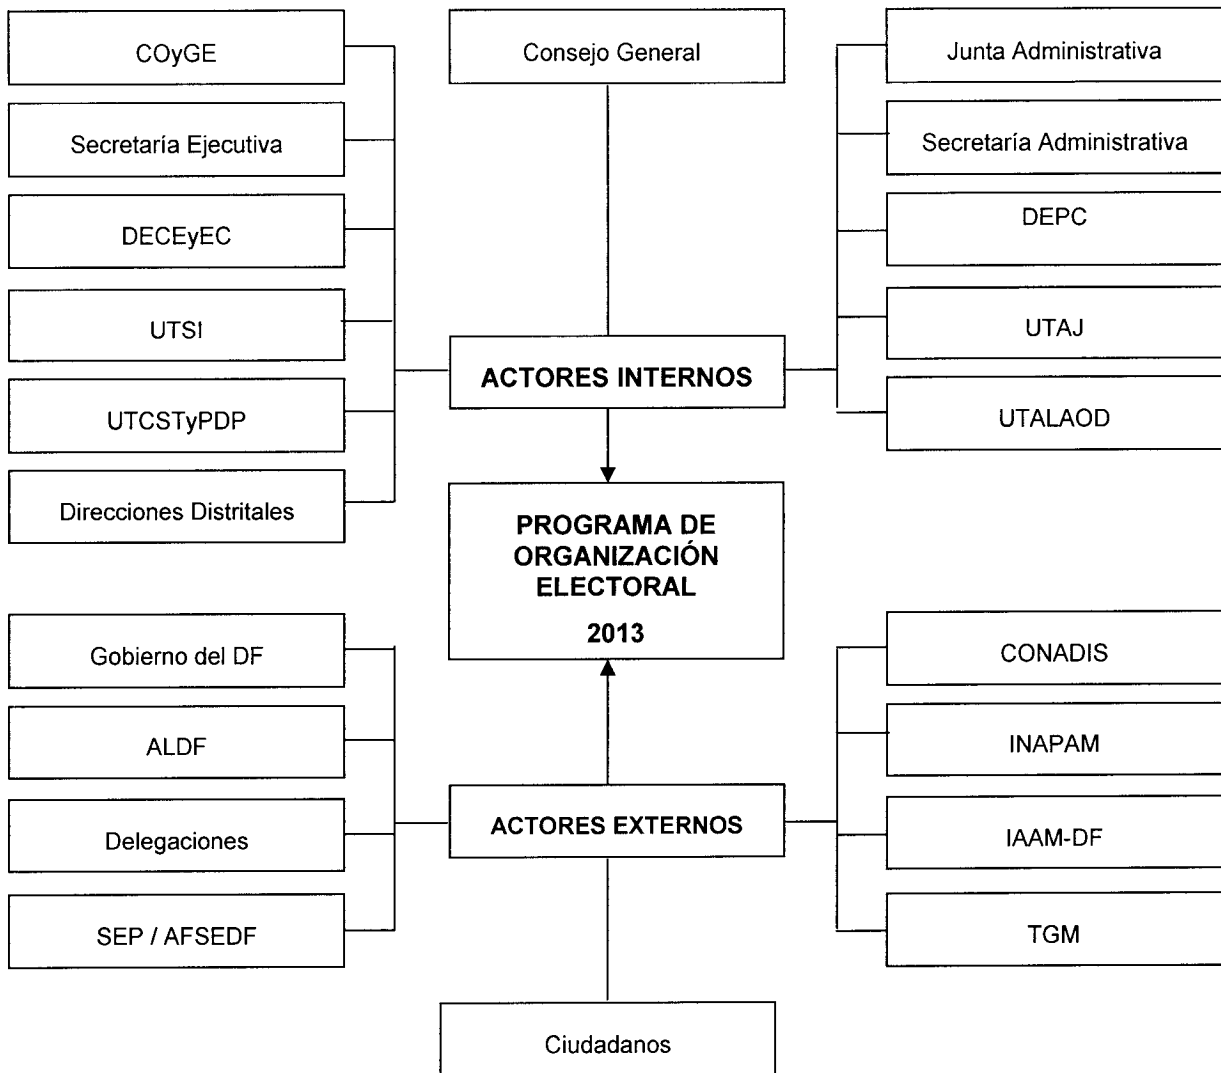 COyGE
Consejo General
Junta Administrativa
Secretaría Ejecutiva
Secretaría Administrativa
DECEyEC
DEPC
UTSI
UTAJ
ACTORES INTERNOS
UTCSTyPDP
UTALAOD
Direcciones Distritales
PROGRAMA DE
ORGANIZACIÓN
ELECTORAL
2013
Gobierno del DF
CONADIS
ALDF
INAPAM
Delegaciones
ACTORES EXTERNOS
IAAM-DF
SEP / AFSEDF
TGM
Ciudadanos